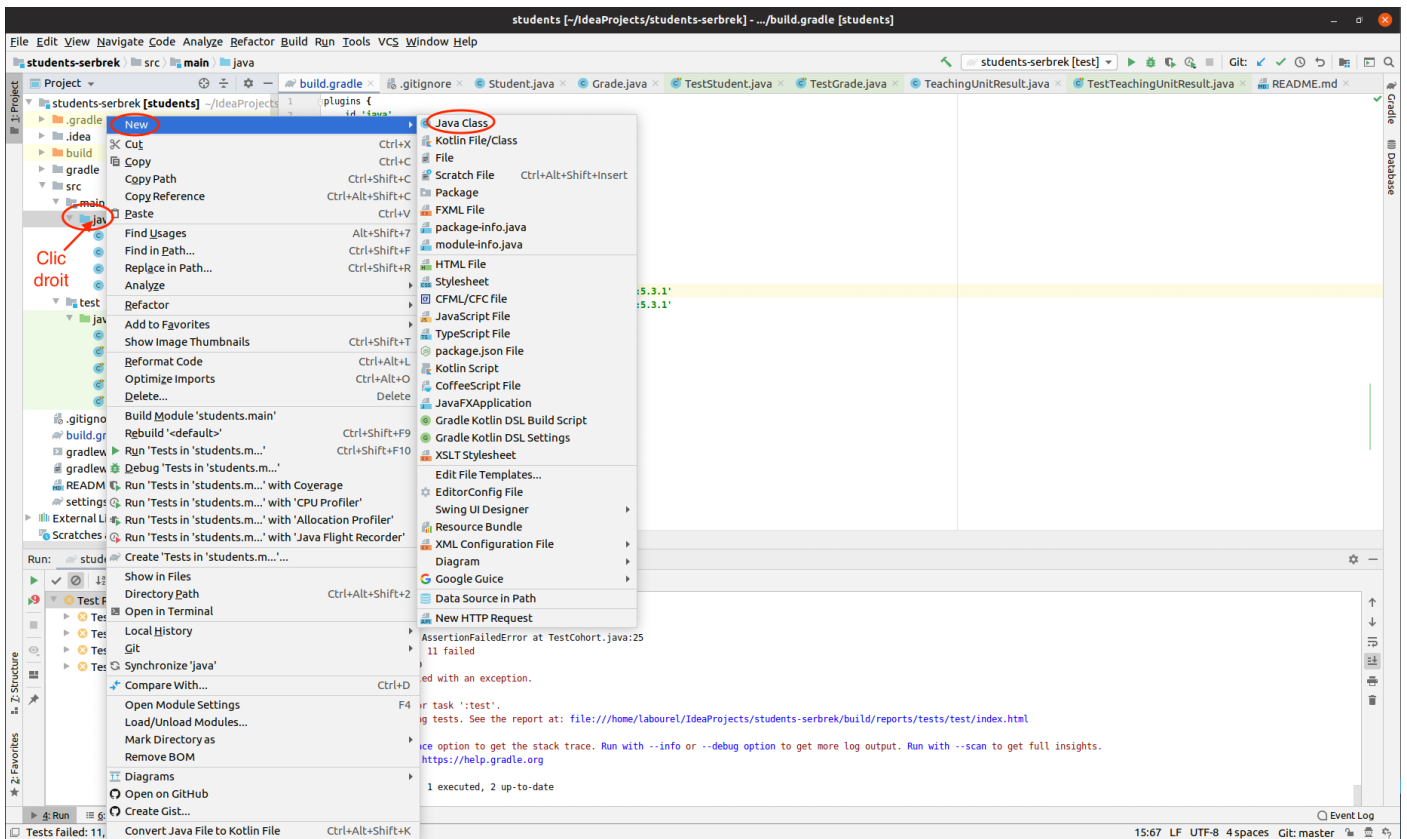 students [~/IdeaProjects/students-serbrek] - .../build.gradle [students]
File Edit View Navigate Code Analyze Refactor Build Run Tools VCS Window Help
students-serbrek src main java
students-serbrek [test]
Git:
1: Project
Project
build.gradle
.gitignore
Student.java
Grade.java
TestStudent.java
TestGrade.java
TeachingUnitResult.java
TestTeachingUnitResult.java
README.md
Gradle
Database
students-serbrek [students] ~/IdeaProjects
.gradle
.idea
build
gradle
src
main
jav
Clic
droit
test
jav
.gitigno
build.gr
gradlew
gradlew
READM
settings
External Li
Scratches
1 plugins {
2 id 'java'
:5.3.1'
:5.3.1'
New
Cut Ctrl+X
Copy Ctrl+C
Copy Path Ctrl+Shift+C
Copy Reference Ctrl+Alt+Shift+C
Paste Ctrl+V
Find Usages Alt+Shift+7
Find in Path... Ctrl+Shift+F
Replace in Path... Ctrl+Shift+R
Analyze
Refactor
Add to Favorites
Show Image Thumbnails Ctrl+Shift+T
Reformat Code Ctrl+Alt+L
Optimize Imports Ctrl+Alt+O
Delete... Delete
Build Module 'students.main'
Rebuild '<default>' Ctrl+Shift+F9
Run 'Tests in 'students.m...' Ctrl+Shift+F10
Debug 'Tests in 'students.m...'
Run 'Tests in 'students.m...' with Coverage
Run 'Tests in 'students.m...' with 'CPU Profiler'
Run 'Tests in 'students.m...' with 'Allocation Profiler'
Run 'Tests in 'students.m...' with 'Java Flight Recorder'
Create 'Tests in 'students.m...'...
Show in Files
Directory Path Ctrl+Alt+Shift+2
Open in Terminal
Local History
Git
Synchronize 'java'
Compare With... Ctrl+D
Open Module Settings F4
Load/Unload Modules...
Mark Directory as
Remove BOM
Diagrams
Open on GitHub
Create Gist...
Convert Java File to Kotlin File Ctrl+Alt+Shift+K
Java Class
Kotlin File/Class
File
Scratch File Ctrl+Alt+Shift+Insert
Package
FXML File
package-info.java
module-info.java
HTML File
Stylesheet
CFML/CFC file
JavaScript File
TypeScript File
package.json File
Kotlin Script
CoffeeScript File
JavaFXApplication
Gradle Kotlin DSL Build Script
Gradle Kotlin DSL Settings
XSLT Stylesheet
Edit File Templates...
EditorConfig File
Swing UI Designer
Resource Bundle
XML Configuration File
Diagram
Google Guice
Data Source in Path
New HTTP Request
Run: stude
Test R
Tes
Tes
Tes
Tes
AssertionFailedError at TestCohort.java:25
11 failed
ed with an exception.
or task ':test'.
g tests. See the report at: file:///home/labourel/IdeaProjects/students-serbrek/build/reports/tests/test/index.html
ce option to get the stack trace. Run with --info or --debug option to get more log output. Run with --scan to get full insights.
https://help.gradle.org
1 executed, 2 up-to-date
Z: Structure
2: Favorites
4: Run
6:
Event Log
Tests failed: 11,
15:67 LF UTF-8 4 spaces Git: master